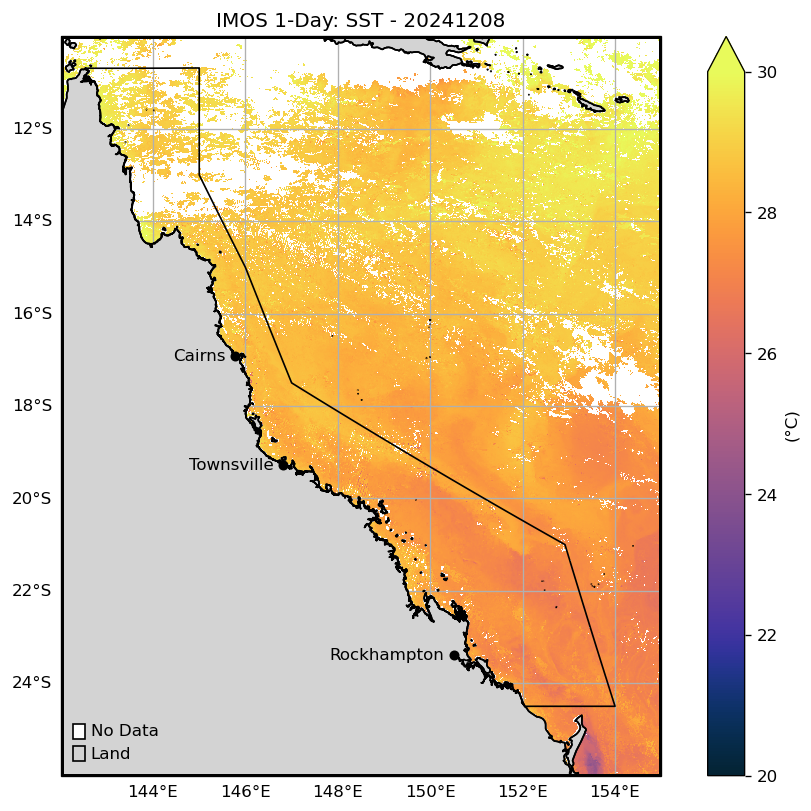 IMOS 1-Day: SST - 20241208
12°S
14°S
16°S
18°S
20°S
22°S
24°S
Cairns
Townsville
Rockhampton
No Data
Land
144°E 146°E 148°E 150°E 152°E 154°E
30
28
26
24
22
20
(°C)